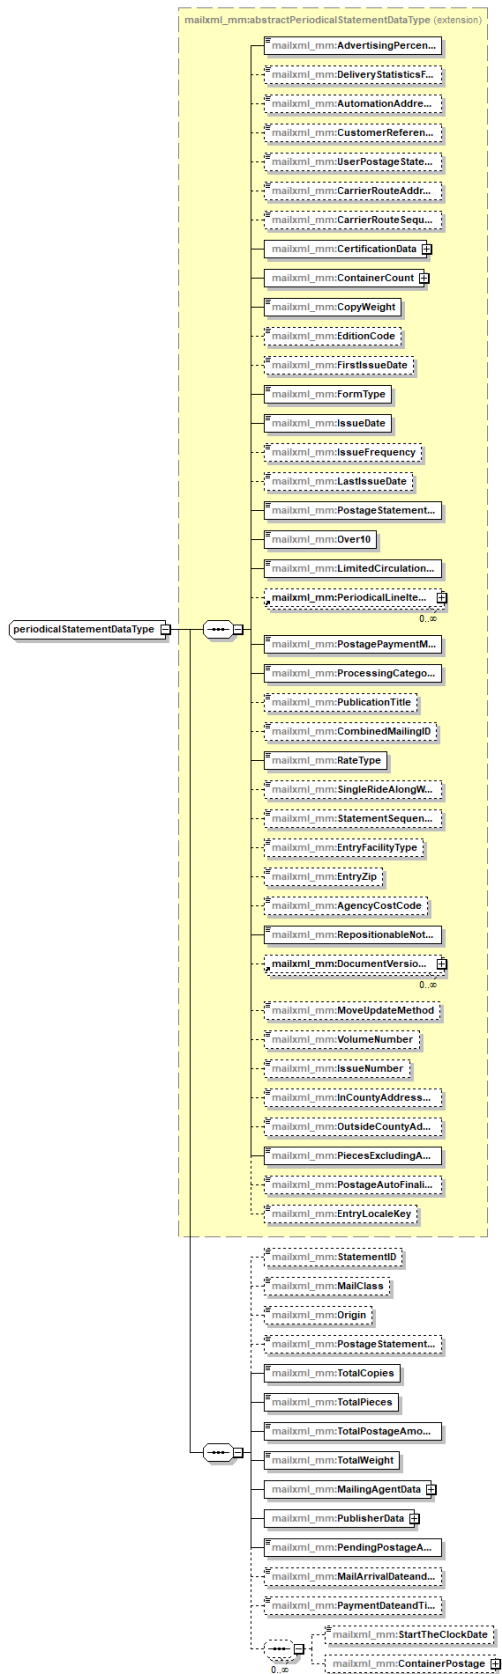 mailxml_mm:abstractPeriodicalStatementDataType (extension)
mailxml_mm:AdvertisingPercen...
mailxml_mm:DeliveryStatisticsF...
mailxml_mm:AutomationAddre...
mailxml_mm:CustomerReferen...
mailxml_mm:UserPostageState...
mailxml_mm:CarrierRouteAddr...
mailxml_mm:CarrierRouteSequ...
mailxml_mm:CertificationData
mailxml_mm:ContainerCount
mailxml_mm:CopyWeight
mailxml_mm:EditionCode
mailxml_mm:FirstIssueDate
mailxml_mm:FormType
mailxml_mm:IssueDate
mailxml_mm:IssueFrequency
mailxml_mm:LastIssueDate
mailxml_mm:PostageStatement...
mailxml_mm:Over10
mailxml_mm:LimitedCirculation...
mailxml_mm:PeriodicalLineIte...
0..∞
periodicalStatementDataType
mailxml_mm:PostagePaymentM...
mailxml_mm:ProcessingCatego...
mailxml_mm:PublicationTitle
mailxml_mm:CombinedMailingID
mailxml_mm:RateType
mailxml_mm:SingleRideAlongW...
mailxml_mm:StatementSequen...
mailxml_mm:EntryFacilityType
mailxml_mm:EntryZip
mailxml_mm:AgencyCostCode
mailxml_mm:RepositionableNot...
mailxml_mm:DocumentVersio...
0..∞
mailxml_mm:MoveUpdateMethod
mailxml_mm:VolumeNumber
mailxml_mm:IssueNumber
mailxml_mm:InCountyAddress...
mailxml_mm:OutsideCountyAd...
mailxml_mm:PiecesExcludingA...
mailxml_mm:PostageAutoFinali...
mailxml_mm:EntryLocaleKey
mailxml_mm:StatementID
mailxml_mm:MailClass
mailxml_mm:Origin
mailxml_mm:PostageStatement...
mailxml_mm:TotalCopies
mailxml_mm:TotalPieces
mailxml_mm:TotalPostageAmo...
mailxml_mm:TotalWeight
mailxml_mm:MailingAgentData
mailxml_mm:PublisherData
mailxml_mm:PendingPostageA...
mailxml_mm:MailArrivalDateand...
mailxml_mm:PaymentDateandTi...
mailxml_mm:StartTheClockDate
0..∞
mailxml_mm:ContainerPostage